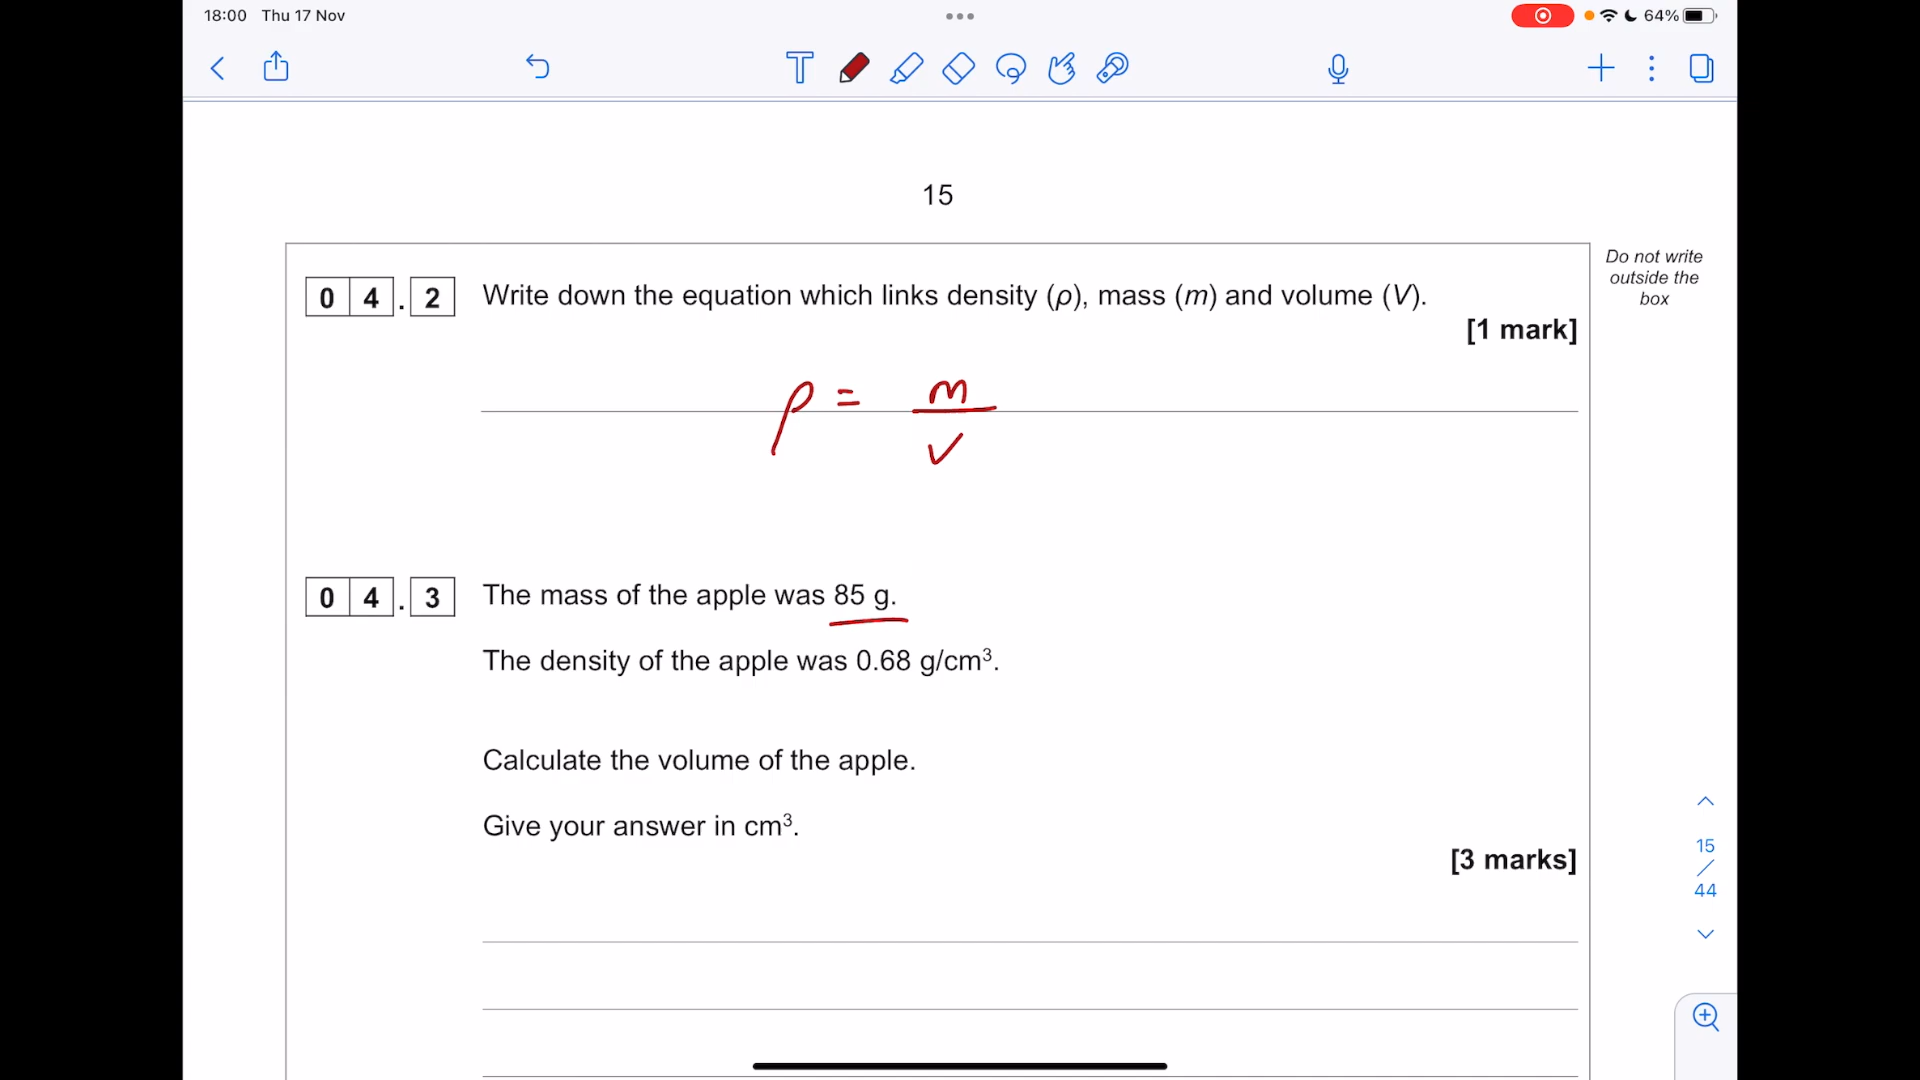 18:00 Thu 17 Nov
64%
15
Do not write
outside the
box
0 4 . 2 Write down the equation which links density (ρ), mass (m) and volume (V).
[1 mark]
ρ = m
v
0 4 . 3 The mass of the apple was 85 g.
The density of the apple was 0.68 g/cm³.
Calculate the volume of the apple.
Give your answer in cm³.
[3 marks]
15
/
44